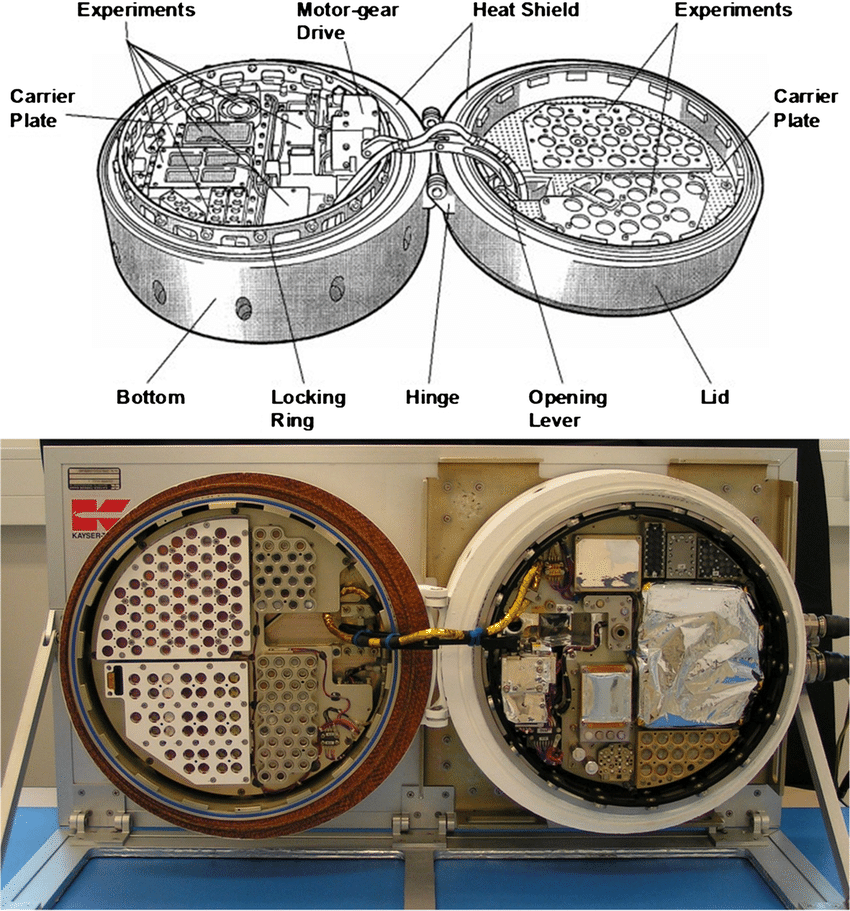 Experiments
Motor-gear
Drive
Heat Shield
Experiments
Carrier
Plate
Carrier
Plate
Bottom
Locking
Ring
Hinge
Opening
Lever
Lid
KAYSER-T